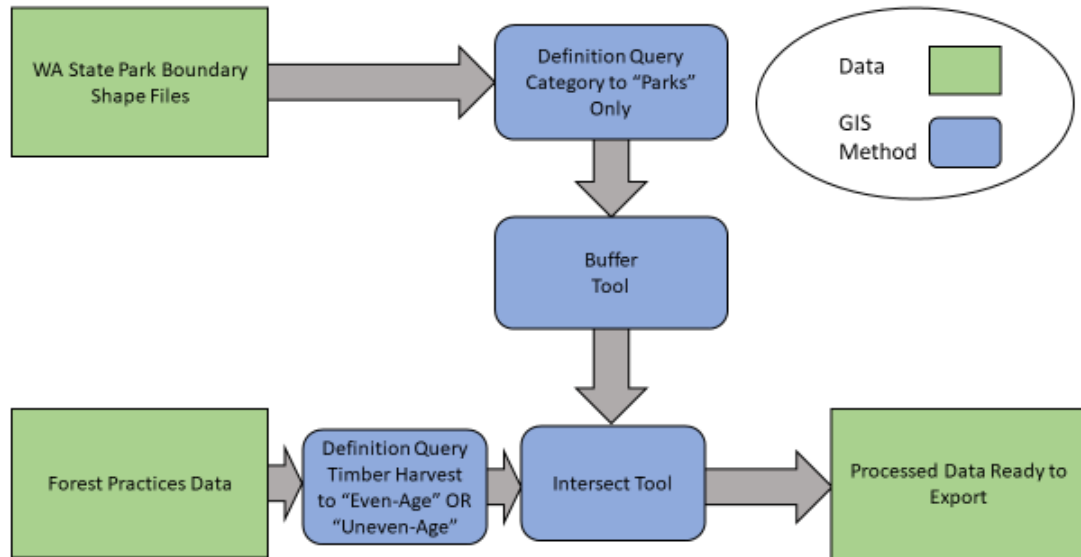 WA State Park Boundary
Shape Files
Definition Query
Category to “Parks”
Only
Data
GIS
Method
Buffer
Tool
Forest Practices Data
Definition Query
Timber Harvest
to “Even-Age” OR
“Uneven-Age”
Intersect Tool
Processed Data Ready to
Export